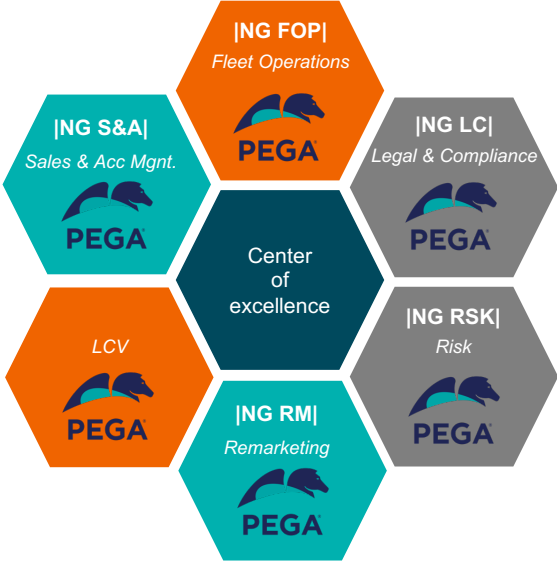 |NG FOP|
Fleet Operations
PEGA®
|NG S&A|
Sales & Acc Mgnt.
PEGA®
|NG LC|
Legal & Compliance
PEGA®
Center
of
excellence
LCV
PEGA®
|NG RSK|
Risk
PEGA®
|NG RM|
Remarketing
PEGA®